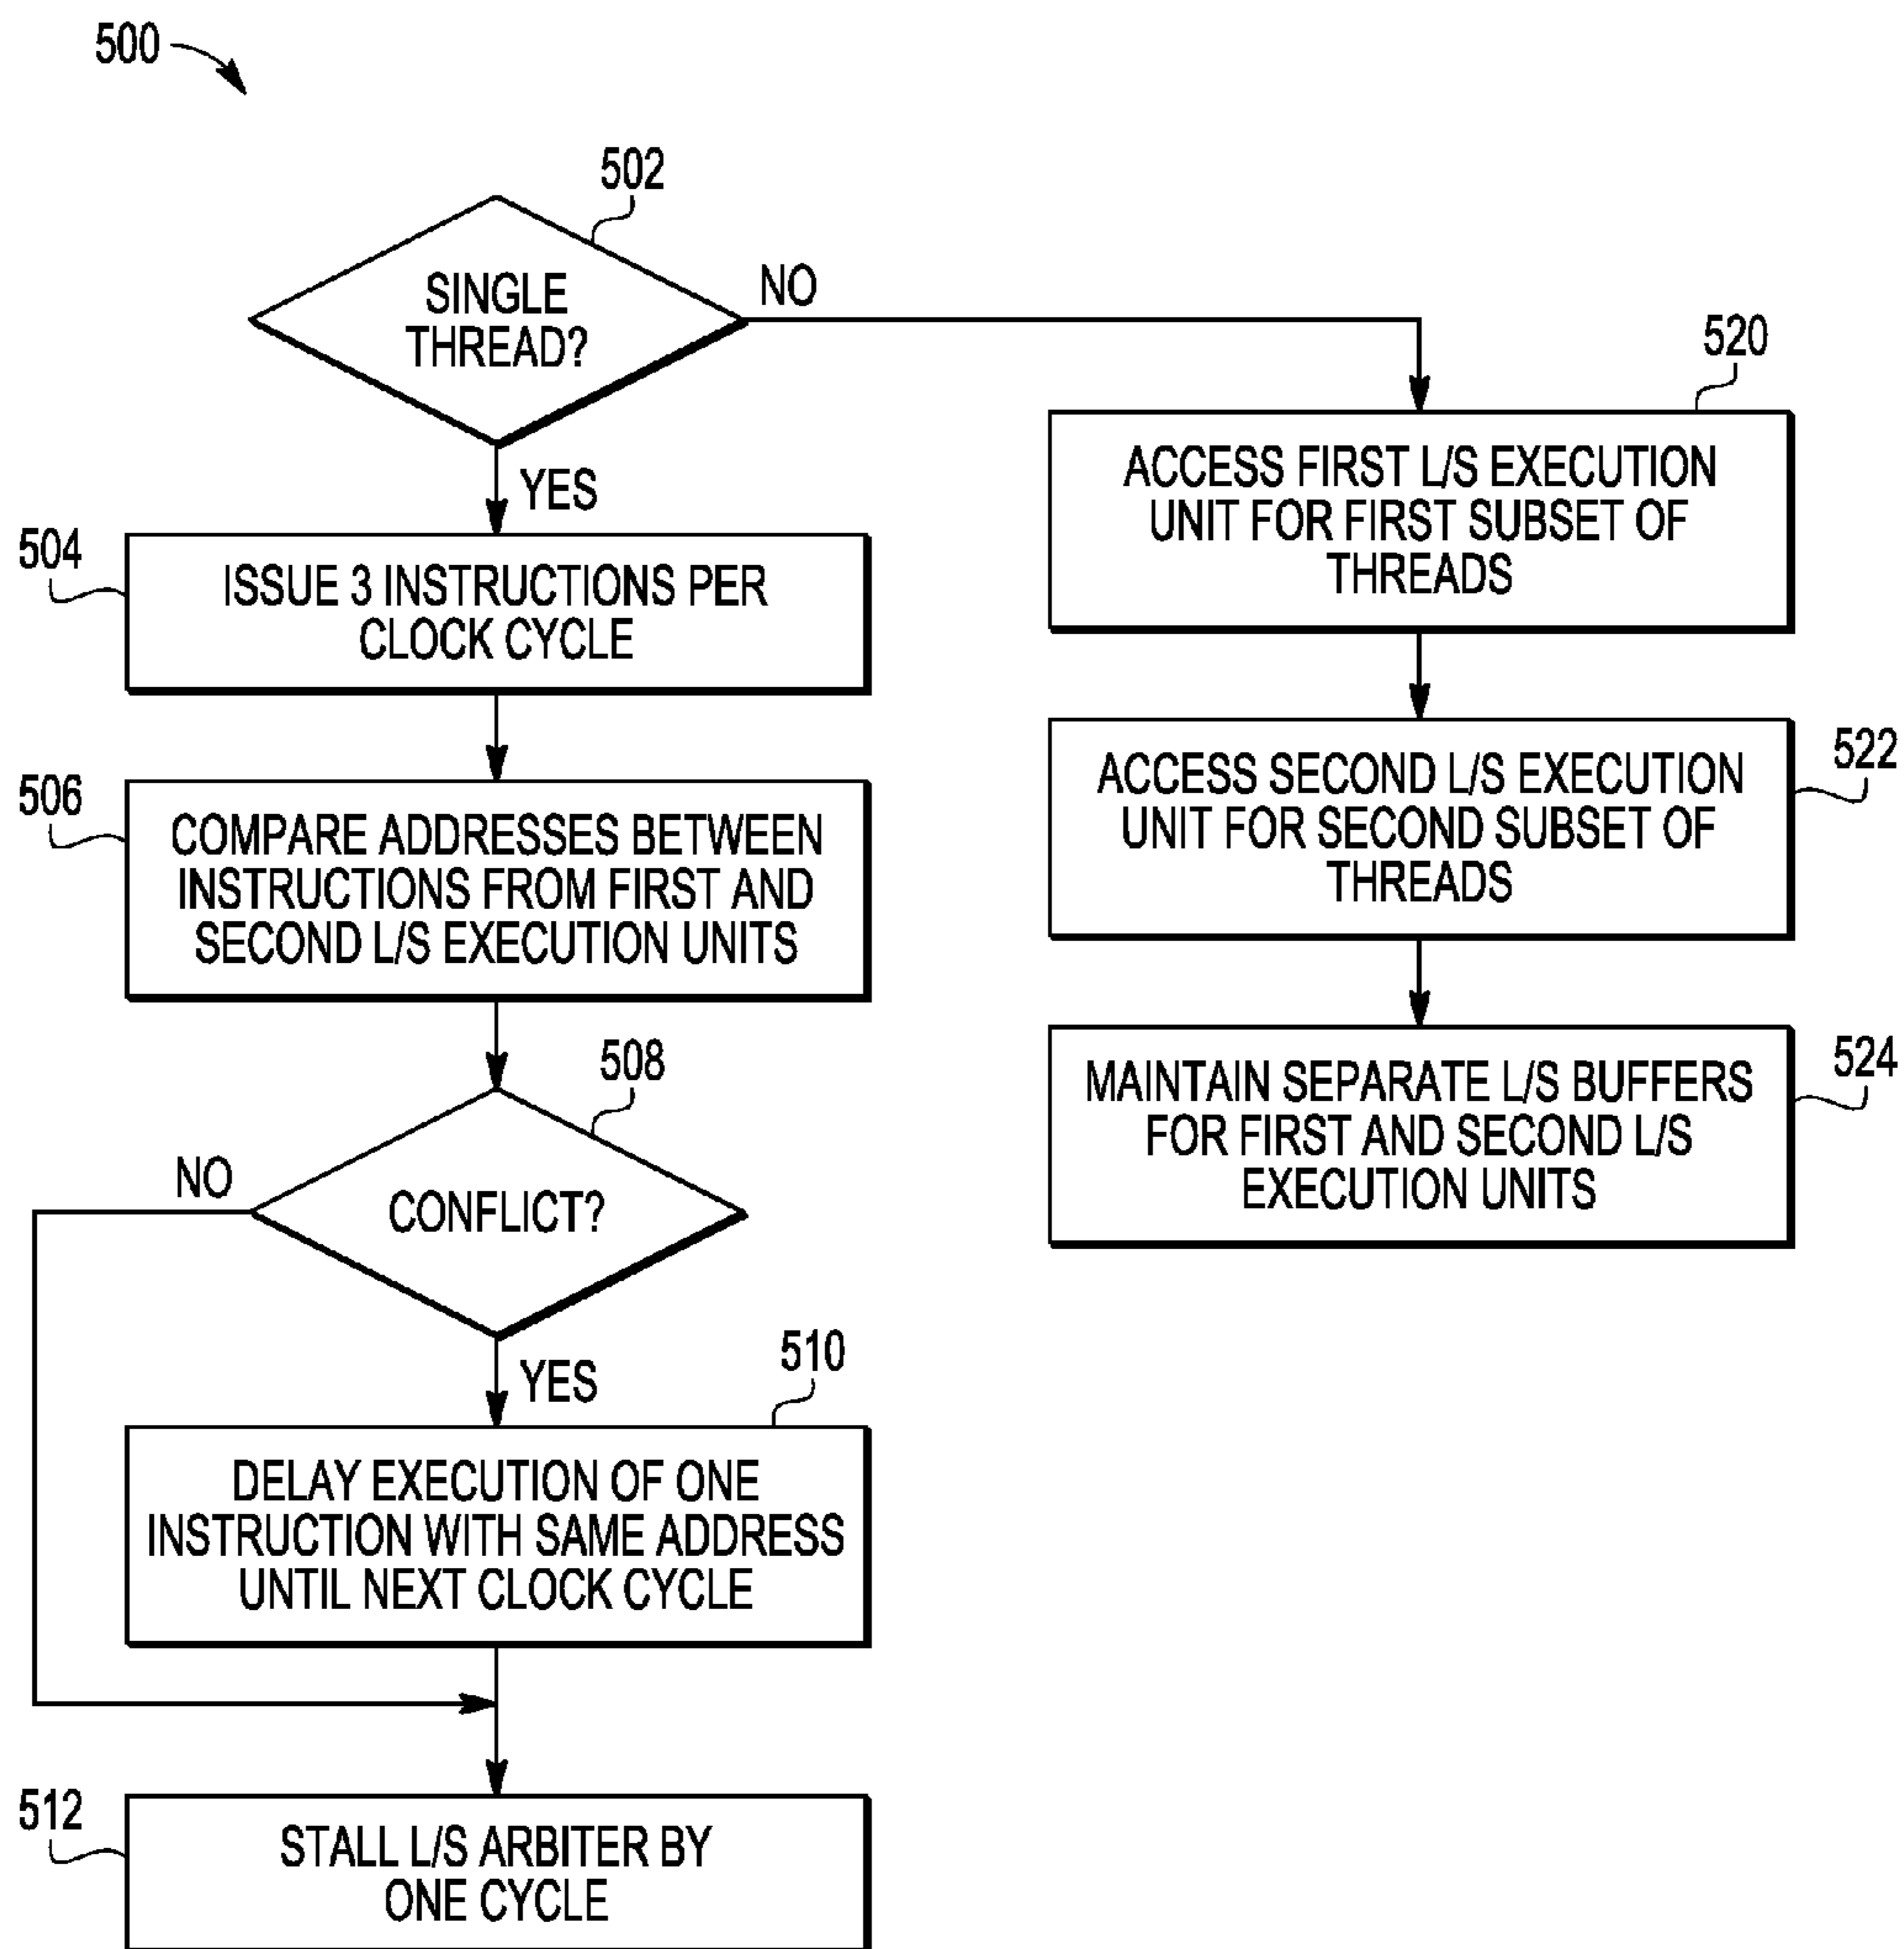 500
502
SINGLE
THREAD?
NO
YES
504
ISSUE 3 INSTRUCTIONS PER
CLOCK CYCLE
506
COMPARE ADDRESSES BETWEEN
INSTRUCTIONS FROM FIRST AND
SECOND L/S EXECUTION UNITS
508
CONFLICT?
NO
YES
510
DELAY EXECUTION OF ONE
INSTRUCTION WITH SAME ADDRESS
UNTIL NEXT CLOCK CYCLE
512
STALL L/S ARBITER BY
ONE CYCLE
520
ACCESS FIRST L/S EXECUTION
UNIT FOR FIRST SUBSET OF
THREADS
522
ACCESS SECOND L/S EXECUTION
UNIT FOR SECOND SUBSET OF
THREADS
524
MAINTAIN SEPARATE L/S BUFFERS
FOR FIRST AND SECOND L/S
EXECUTION UNITS